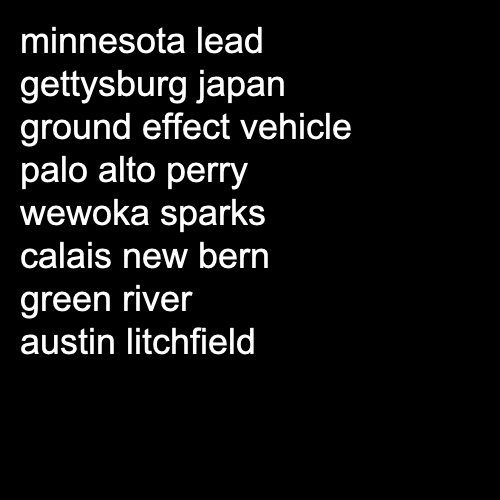 minnesota lead
gettysburg japan
ground effect vehicle
palo alto perry
wewoka sparks
calais new bern
green river
austin litchfield